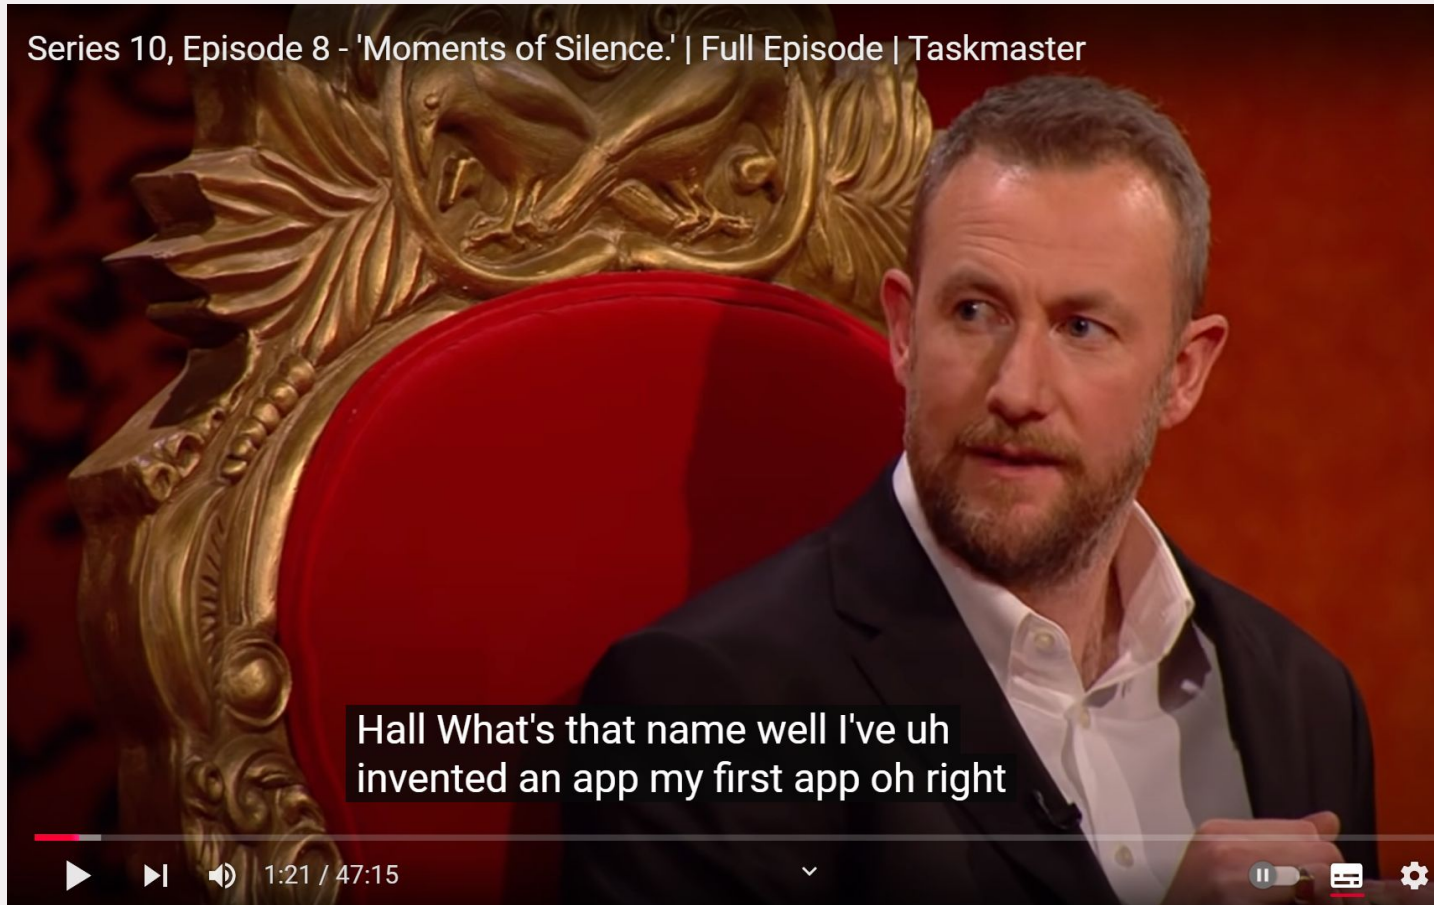 Series 10, Episode 8 - 'Moments of Silence.' | Full Episode | Taskmaster
Hall What's that name well I've uh
invented an app my first app oh right
1:21 / 47:15